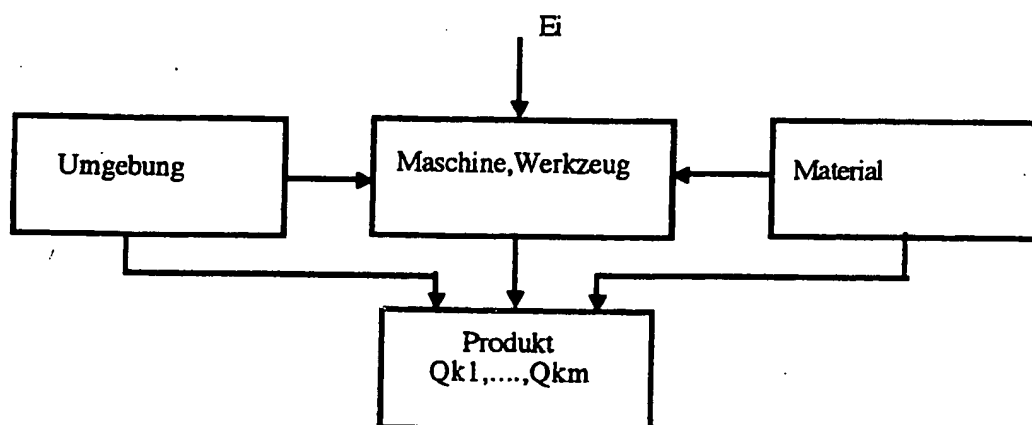 Ei
Umgebung
Maschine,Werkzeug
Material
Produkt
Qk1,....,Qkm